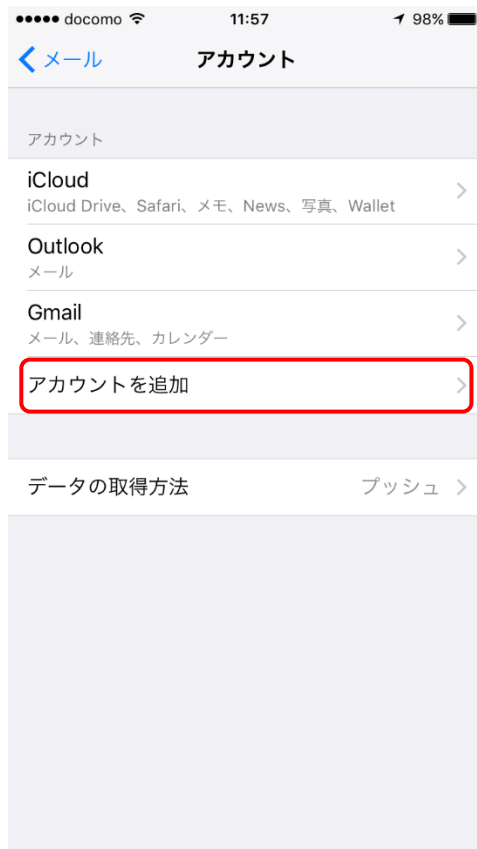 docomo 11:57 98%
メール アカウント
アカウント
iCloud
iCloud Drive、Safari、メモ、News、写真、Wallet
Outlook
メール
Gmail
メール、連絡先、カレンダー
アカウントを追加
データの取得方法 プッシュ